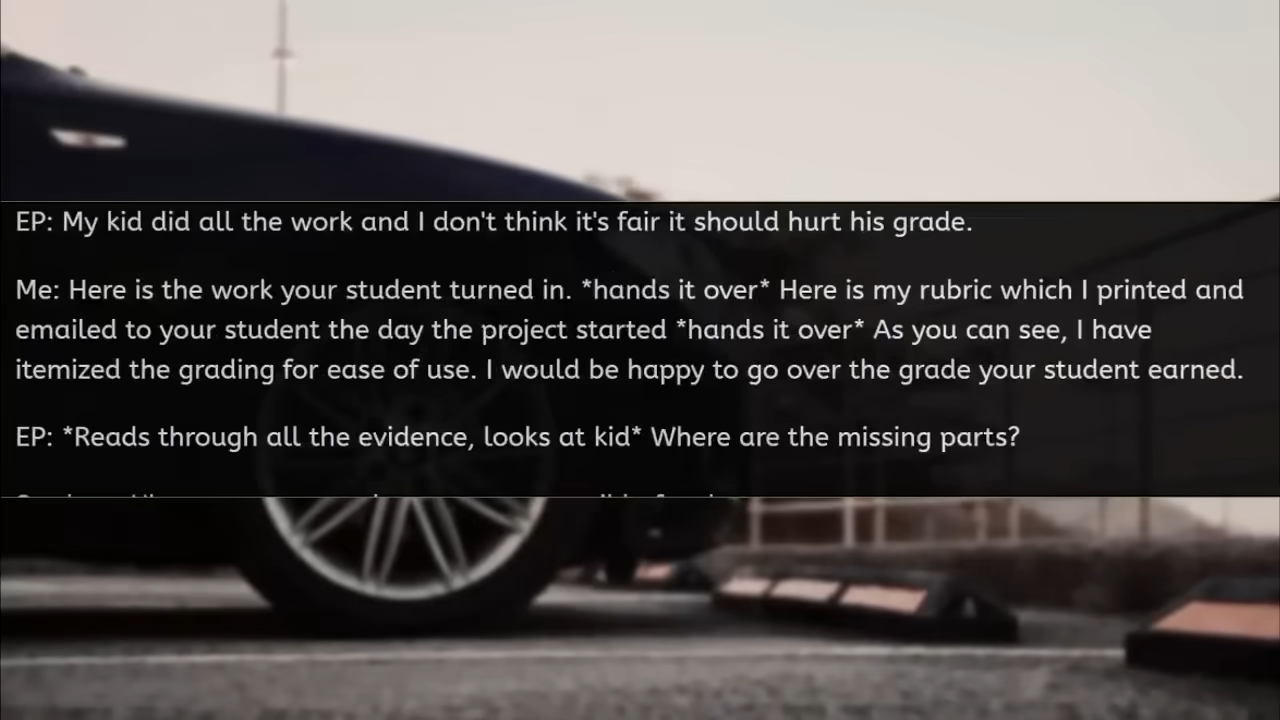 EP: My kid did all the work and I don't think it's fair it should hurt his grade.
Me: Here is the work your student turned in. *hands it over* Here is my rubric which I printed and
emailed to your student the day the project started *hands it over* As you can see, I have
itemized the grading for ease of use. I would be happy to go over the grade your student earned.
EP: *Reads through all the evidence, looks at kid* Where are the missing parts?